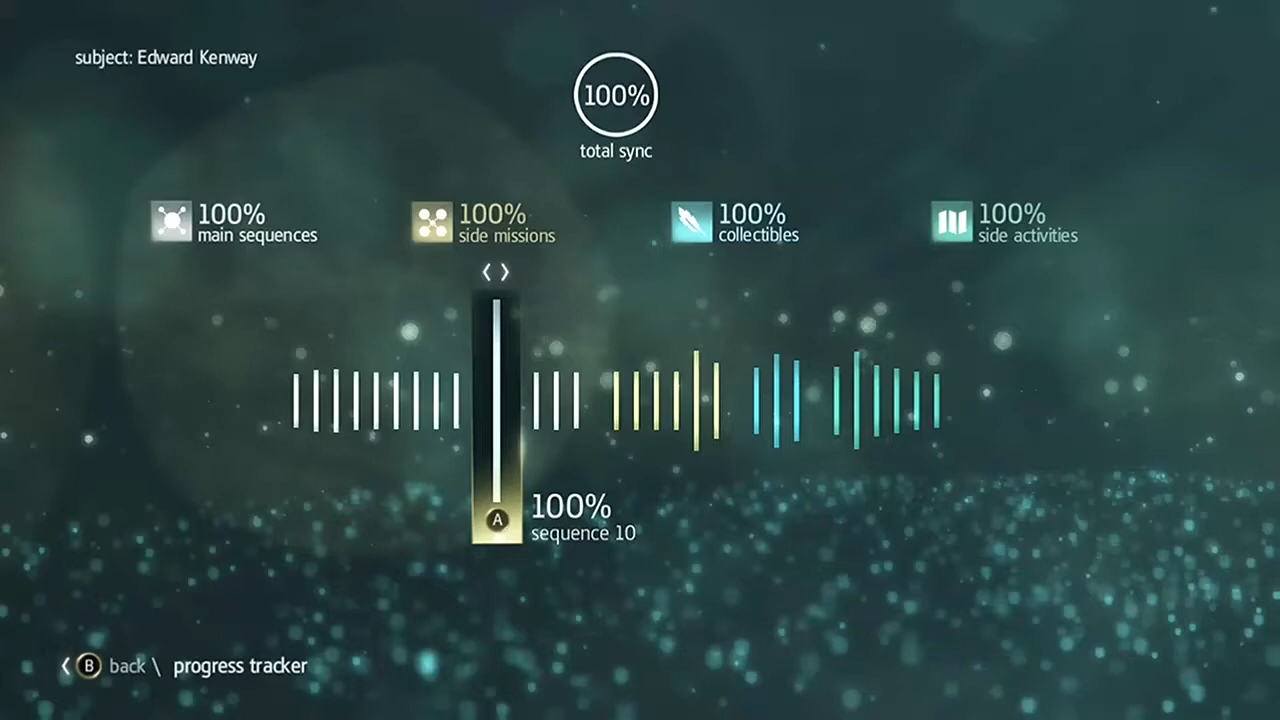 subject: Edward Kenway
100%
total sync
100%
main sequences
100%
side missions
100%
collectibles
100%
side activities
A
100%
sequence 10
B back \ progress tracker